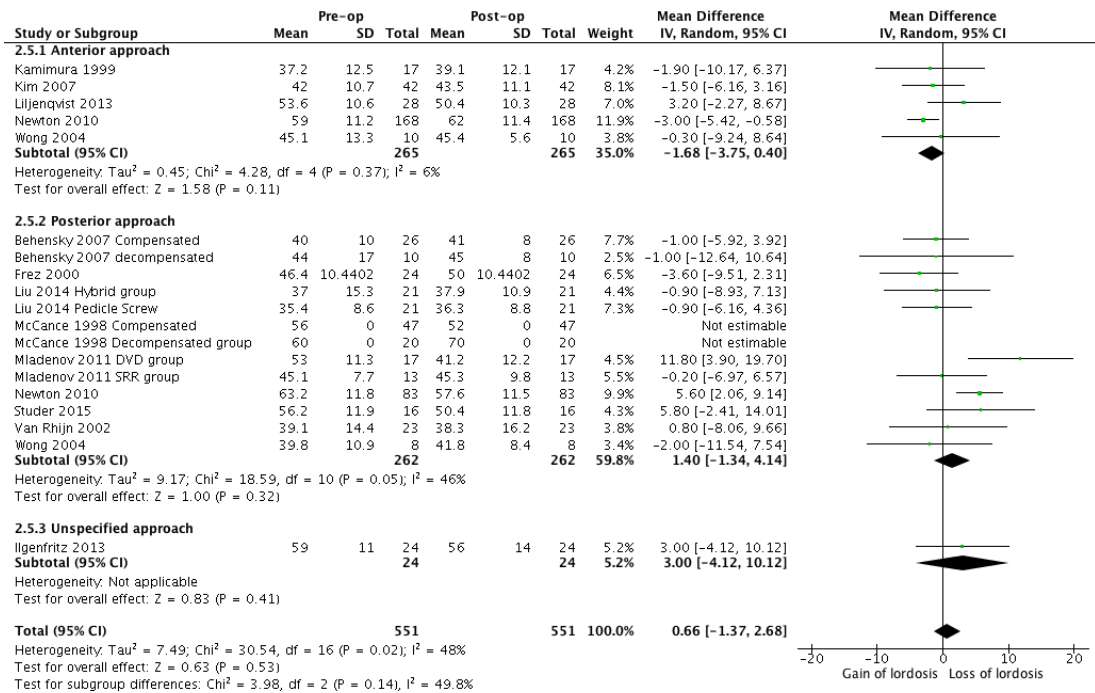 Pre-op Post-op Mean Difference Mean Difference
Study or Subgroup Mean SD Total Mean SD Total Weight IV, Random, 95% CI IV, Random, 95% CI
2.5.1 Anterior approach
Kamimura 1999 37.2 12.5 17 39.1 12.1 17 4.2% -1.90 [-10.17, 6.37]
Kim 2007 42 10.7 42 43.5 11.1 42 8.1% -1.50 [-6.16, 3.16]
Liljenqvist 2013 53.6 10.6 28 50.4 10.3 28 7.0% 3.20 [-2.27, 8.67]
Newton 2010 59 11.2 168 62 11.4 168 11.9% -3.00 [-5.42, -0.58]
Wong 2004 45.1 13.3 10 45.4 5.6 10 3.8% -0.30 [-9.24, 8.64]
Subtotal (95% CI) 265 265 35.0% -1.68 [-3.75, 0.40]
Heterogeneity: Tau² = 0.45; Chi² = 4.28, df = 4 (P = 0.37); I² = 6%
Test for overall effect: Z = 1.58 (P = 0.11)
2.5.2 Posterior approach
Behensky 2007 Compensated 40 10 26 41 8 26 7.7% -1.00 [-5.92, 3.92]
Behensky 2007 decompensated 44 17 10 45 8 10 2.5% -1.00 [-12.64, 10.64]
Frez 2000 46.4 10.4402 24 50 10.4402 24 6.5% -3.60 [-9.51, 2.31]
Liu 2014 Hybrid group 37 15.3 21 37.9 10.9 21 4.4% -0.90 [-8.93, 7.13]
Liu 2014 Pedicle Screw 35.4 8.6 21 36.3 8.8 21 7.3% -0.90 [-6.16, 4.36]
McCance 1998 Compensated 56 0 47 52 0 47 Not estimable
McCance 1998 Decompensated group 60 0 20 70 0 20 Not estimable
Mladenov 2011 DVD group 53 11.3 17 41.2 12.2 17 4.5% 11.80 [3.90, 19.70]
Mladenov 2011 SRR group 45.1 7.7 13 45.3 9.8 13 5.5% -0.20 [-6.97, 6.57]
Newton 2010 63.2 11.8 83 57.6 11.5 83 9.9% 5.60 [2.06, 9.14]
Studer 2015 56.2 11.9 16 50.4 11.8 16 4.3% 5.80 [-2.41, 14.01]
Van Rhijn 2002 39.1 14.4 23 38.3 16.2 23 3.8% 0.80 [-8.06, 9.66]
Wong 2004 39.8 10.9 8 41.8 8.4 8 3.4% -2.00 [-11.54, 7.54]
Subtotal (95% CI) 262 262 59.8% 1.40 [-1.34, 4.14]
Heterogeneity: Tau² = 9.17; Chi² = 18.59, df = 10 (P = 0.05); I² = 46%
Test for overall effect: Z = 1.00 (P = 0.32)
2.5.3 Unspecified approach
Ilgenfritz 2013 59 11 24 56 14 24 5.2% 3.00 [-4.12, 10.12]
Subtotal (95% CI) 24 24 5.2% 3.00 [-4.12, 10.12]
Heterogeneity: Not applicable
Test for overall effect: Z = 0.83 (P = 0.41)
Total (95% CI) 551 551 100.0% 0.66 [-1.37, 2.68]
Heterogeneity: Tau² = 7.49; Chi² = 30.54, df = 16 (P = 0.02); I² = 48%
Test for overall effect: Z = 0.63 (P = 0.53)
Test for subgroup differences: Chi² = 3.98, df = 2 (P = 0.14), I² = 49.8%
-20 -10 0 10 20
Gain of lordosis Loss of lordosis